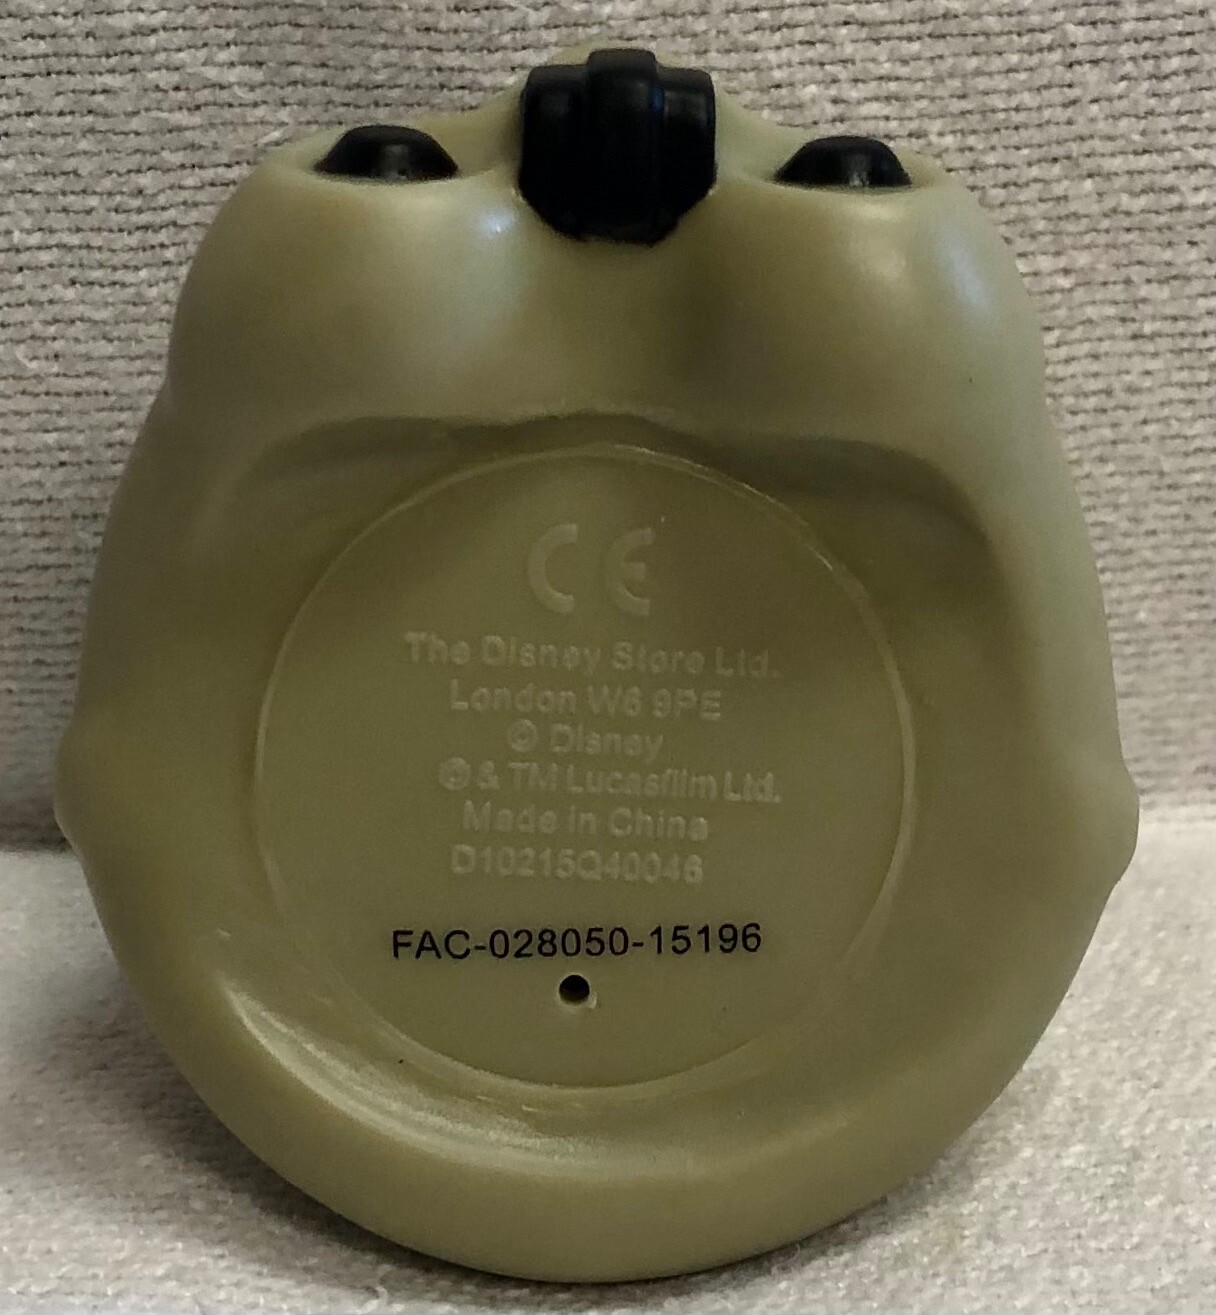 CE
The Disney Store Ltd.
London W6 9PE
© Disney
© & TM Lucasfilm Ltd.
Made in China
D10215Q40046
FAC-028050-15196